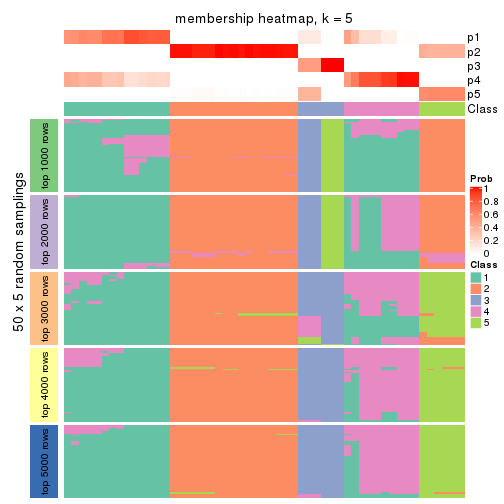 membership heatmap, k = 5
p1
p2
p3
p4
p5
Class
50 x 5 random samplings
top 1000 rows
top 2000 rows
top 3000 rows
top 4000 rows
top 5000 rows
Prob
1
0.8
0.6
0.4
0.2
0
Class
1
2
3
4
5